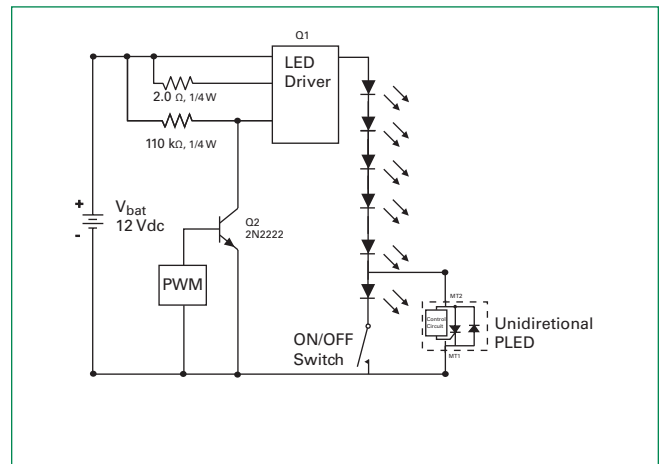 Q1
LED
Driver
2.0 Ω, 1/4 W
110 kΩ, 1/4 W
+
V bat
12 Vdc
-
Q2
2N2222
PWM
MT2
Control
Circuit
MT1
Unidiretional
PLED
ON/OFF
Switch